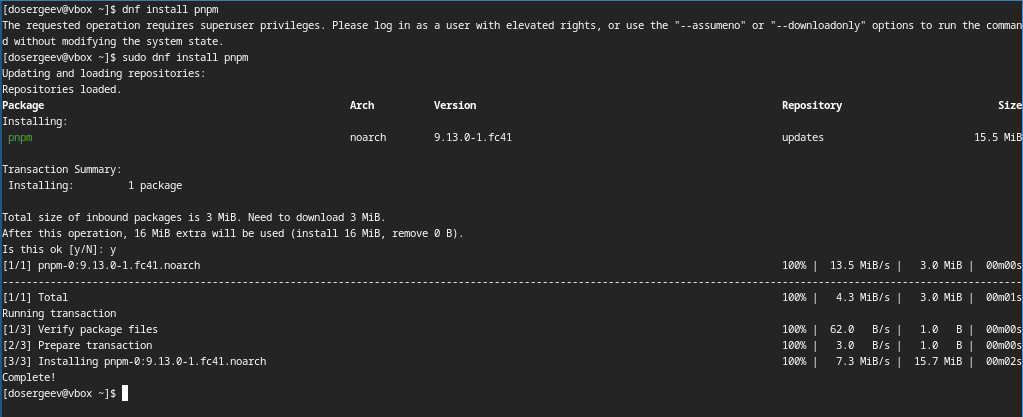 [dosergeev@vbox ~]$ dnf install pnpm
The requested operation requires superuser privileges. Please log in as a user with elevated rights, or use the "--assumeno" or "--downloadonly" options to run the comman
d without modifying the system state.
[dosergeev@vbox ~]$ sudo dnf install pnpm
Updating and loading repositories:
Repositories loaded.
Package Arch Version Repository Size
Installing:
pnpm noarch 9.13.0-1.fc41 updates 15.5 MiB
Transaction Summary:
Installing: 1 package
Total size of inbound packages is 3 MiB. Need to download 3 MiB.
After this operation, 16 MiB extra will be used (install 16 MiB, remove 0 B).
Is this ok [y/N]: y
[1/1] pnpm-0:9.13.0-1.fc41.noarch 100% | 13.5 MiB/s | 3.0 MiB | 00m00s
--------------------------------------------------------------------------------------------------------------------------------------------------------------------------
[1/1] Total 100% | 4.3 MiB/s | 3.0 MiB | 00m01s
Running transaction
[1/3] Verify package files 100% | 62.0 B/s | 1.0 B | 00m00s
[2/3] Prepare transaction 100% | 3.0 B/s | 1.0 B | 00m00s
[3/3] Installing pnpm-0:9.13.0-1.fc41.noarch 100% | 7.3 MiB/s | 15.7 MiB | 00m02s
Complete!
[dosergeev@vbox ~]$